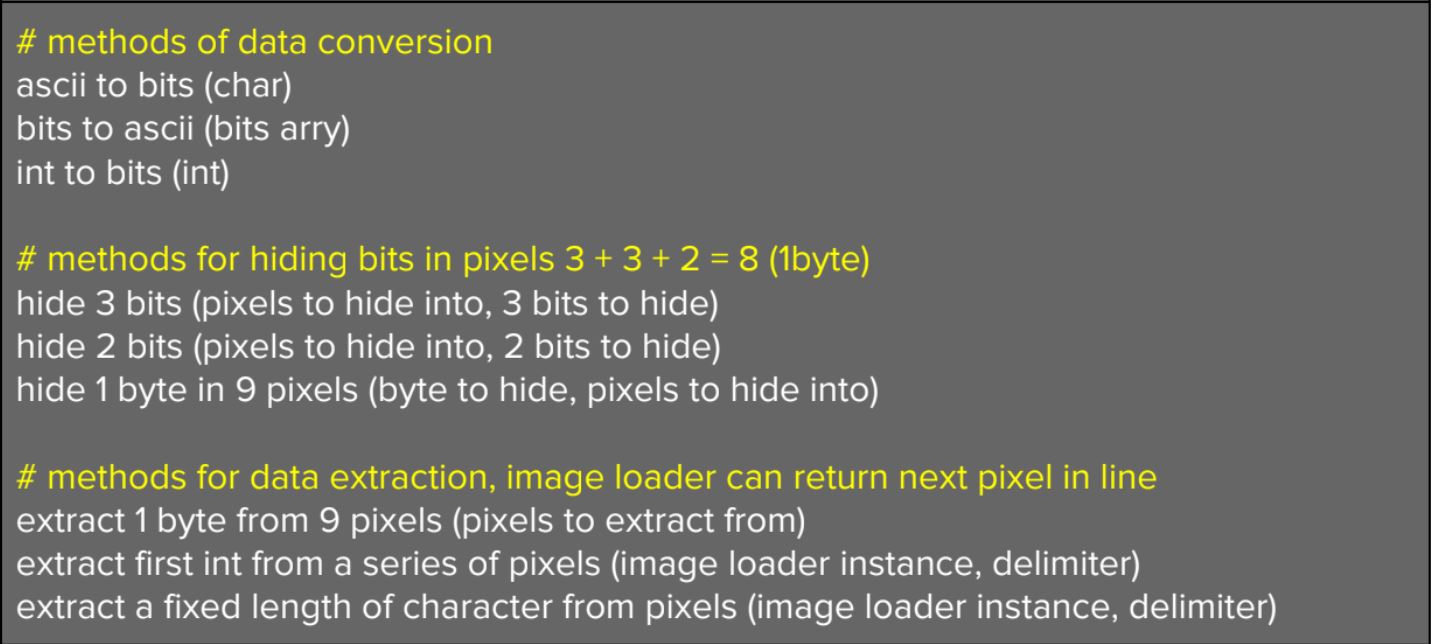 # methods of data conversion
ascii to bits (char)
bits to ascii (bits arry)
int to bits (int)
# methods for hiding bits in pixels 3 + 3 + 2 = 8 (1byte)
hide 3 bits (pixels to hide into, 3 bits to hide)
hide 2 bits (pixels to hide into, 2 bits to hide)
hide 1 byte in 9 pixels (byte to hide, pixels to hide into)
# methods for data extraction, image loader can return next pixel in line
extract 1 byte from 9 pixels (pixels to extract from)
extract first int from a series of pixels (image loader instance, delimiter)
extract a fixed length of character from pixels (image loader instance, delimiter)